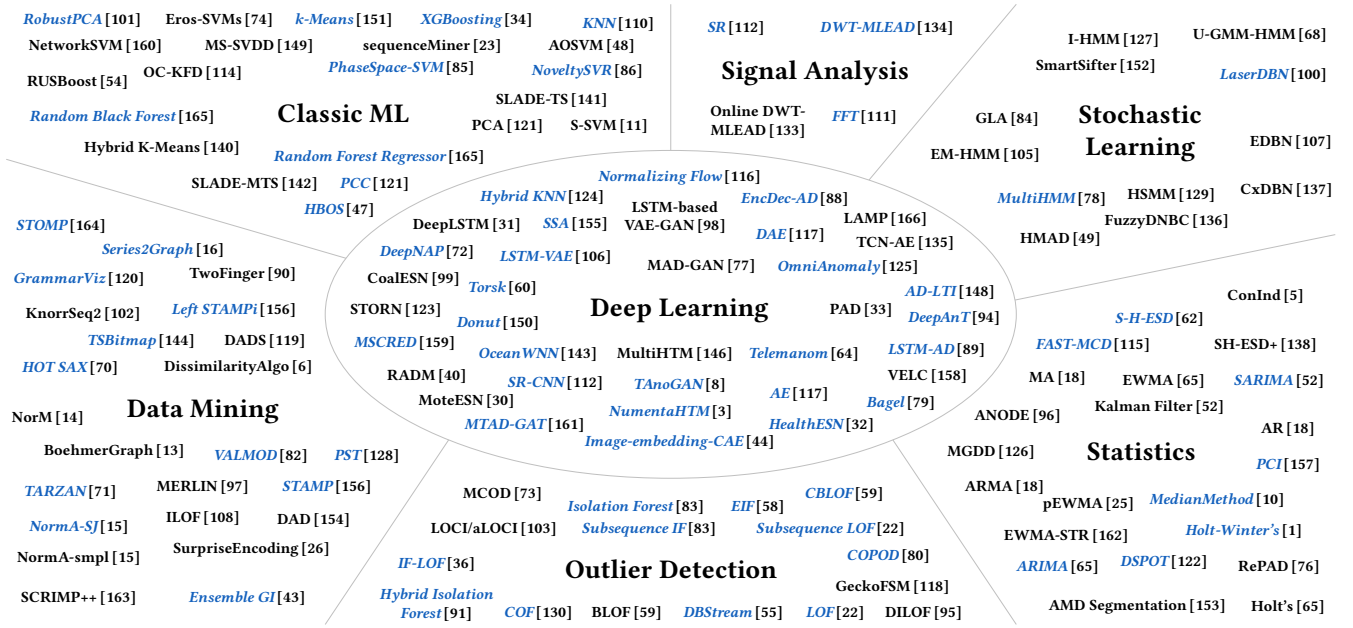 RobustPCA [101] Eros-SVMs [74] k-Means [151] XGBoosting [34] KNN [110]
NetworkSVM [160] MS-SVDD [149] sequenceMiner [23] AOSVM [48]
RUSBoost [54] OC-KFD [114] PhaseSpace-SVM [85] NoveltySVR [86]
SLADE-TS [141]
Random Black Forest [165] Classic ML PCA [121] S-SVM [11]
Hybrid K-Means [140] Random Forest Regressor [165]
SLADE-MTS [142] PCC [121]
HBOS [47]
SR [112] DWT-MLEAD [134]
Signal Analysis
Online DWT-
MLEAD [133] FFT [111]
I-HMM [127] U-GMM-HMM [68]
SmartSifter [152] LaserDBN [100]
GLA [84] Stochastic
Learning
EM-HMM [105] EDBN [107]
MultiHMM [78] HSMM [129] CxDBN [137]
FuzzyDNBC [136]
HMAD [49]
STOMP [164]
Series2Graph [16]
GrammarViz [120] TwoFinger [90]
KnorrSeq2 [102] Left STAMPi [156]
TSBitmap [144] DADS [119]
HOT SAX [70] DissimilarityAlgo [6]
NorM [14] Data Mining
BoehmerGraph [13] VALMOD [82] PST [128]
TARZAN [71] MERLIN [97] STAMP [156]
NormA-SJ [15] ILOF [108] DAD [154]
NormA-smpl [15] SurpriseEncoding [26]
SCRIMP++ [163] Ensemble GI [43]
Normalizing Flow [116]
Hybrid KNN [124] LSTM-based
VAE-GAN [98] EncDec-AD [88]
DeepLSTM [31] SSA [155] LAMP [166]
DAE [117] TCN-AE [135]
DeepNAP [72] LSTM-VAE [106] MAD-GAN [77] OmniAnomaly [125]
CoalESN [99] Torsk [60] AD-LTI [148]
STORN [123] Deep Learning PAD [33] DeepAnT [94]
Donut [150]
MSCRED [159] OceanWNN [143] MultiHTM [146] Telemanom [64] LSTM-AD [89]
RADM [40] SR-CNN [112] TAnoGAN [8] AE [117] VELC [158]
MoteESN [30] NumentaHTM [3] Bagel [79]
MTAD-GAT [161] HealthESN [32]
Image-embedding-CAE [44]
MCOD [73] Isolation Forest [83] EIF [58] CBLOF [59]
LOCI/aLOCI [103] Subsequence IF [83] Subsequence LOF [22]
IF-LOF [36] Outlier Detection COPOD [80]
GeckoFSM [118]
Hybrid Isolation
Forest [91] COF [130] BLOF [59] DBStream [55] LOF [22] DILOF [95]
ConInd [5]
S-H-ESD [62]
FAST-MCD [115] SH-ESD+ [138]
MA [18] EWMA [65] SARIMA [52]
ANODE [96] Kalman Filter [52]
AR [18]
MGDD [126] Statistics PCI [157]
ARMA [18] pEWMA [25] MedianMethod [10]
EWMA-STR [162] Holt-Winter's [1]
ARIMA [65] DSPOT [122] RePAD [76]
AMD Segmentation [153] Holt's [65]